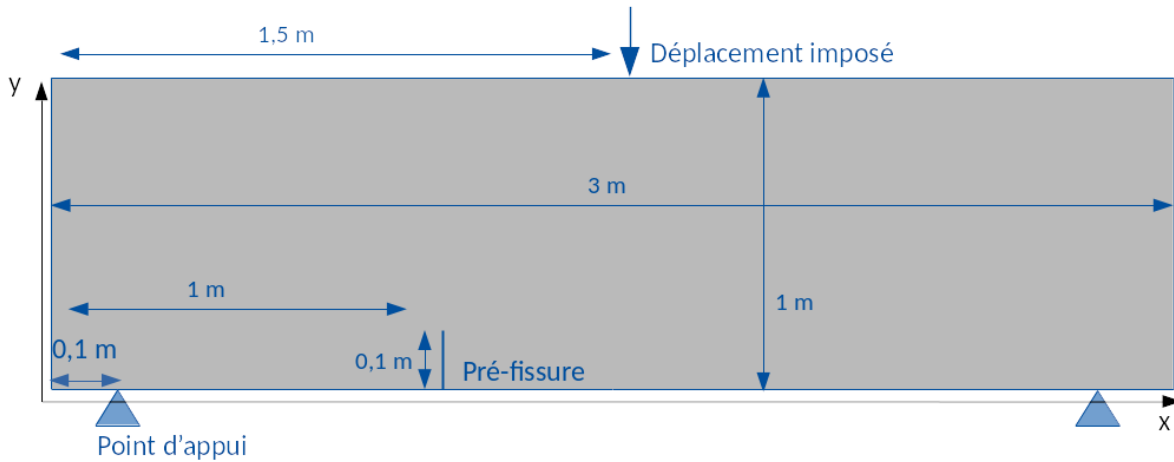 1,5 m
Déplacement imposé
y
3 m
1 m
1 m
0,1 m
0,1 m
Pré-fissure
x
Point d'appui